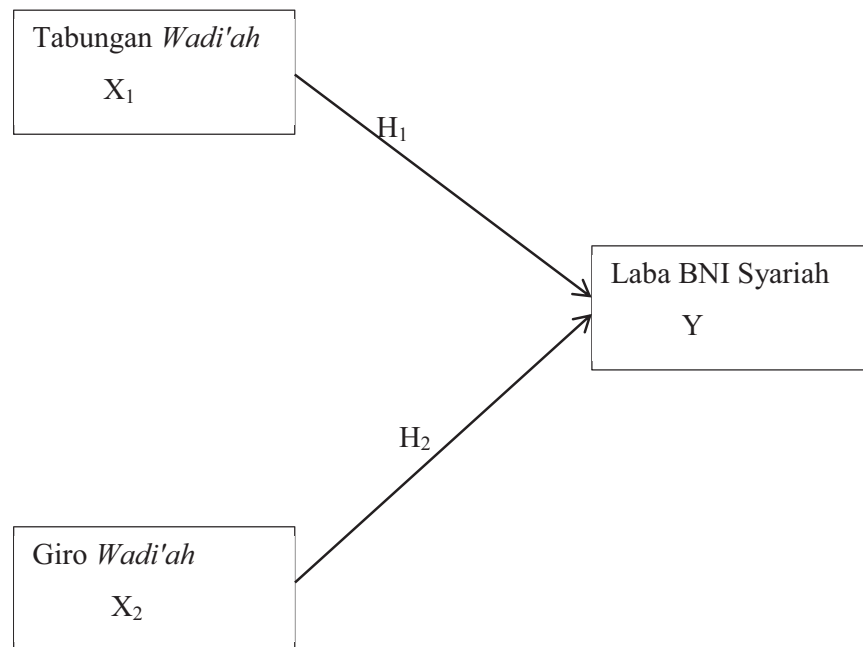 Tabungan Wadi'ah
X₁
H₁
Laba BNI Syariah
Y
H₂
Giro Wadi'ah
X₂